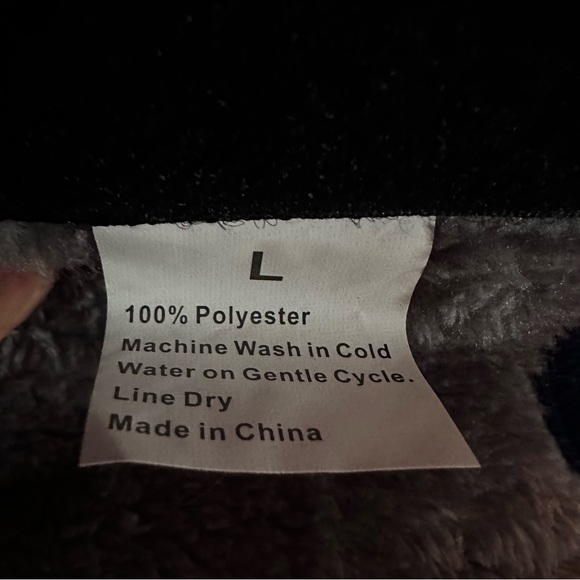 L
100% Polyester
Machine Wash in Cold
Water on Gentle Cycle.
Line Dry
Made in China